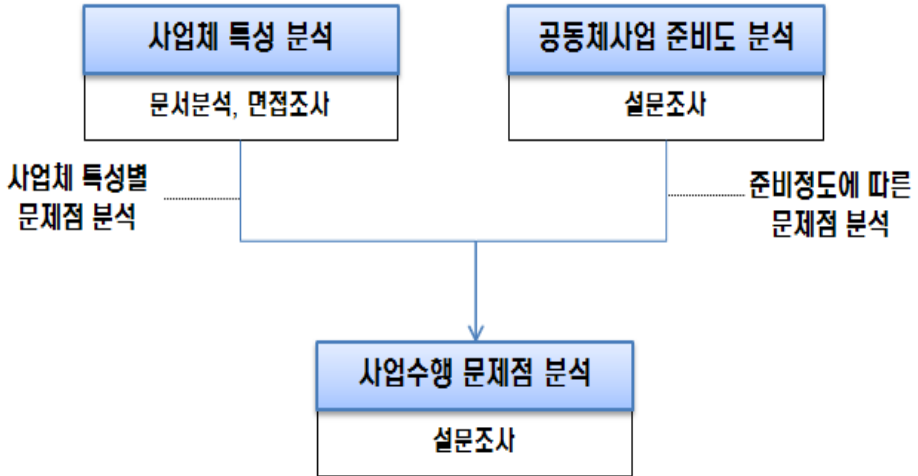 사업체 특성 분석
문서분석, 면접조사
공동체사업 준비도 분석
설문조사
사업체 특성별
문제점 분석
준비정도에 따른
문제점 분석
사업수행 문제점 분석
설문조사